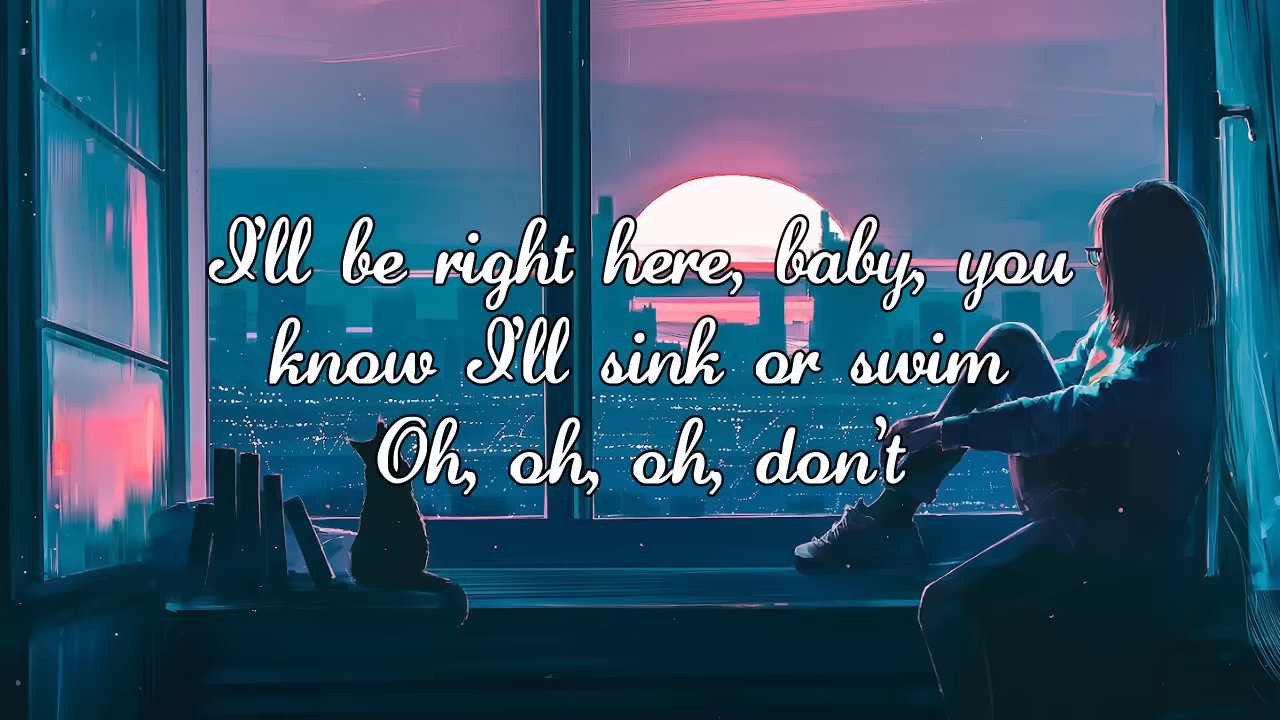 I'll be right here, baby, you
know I'll sink or swim
Oh, oh, oh, don't